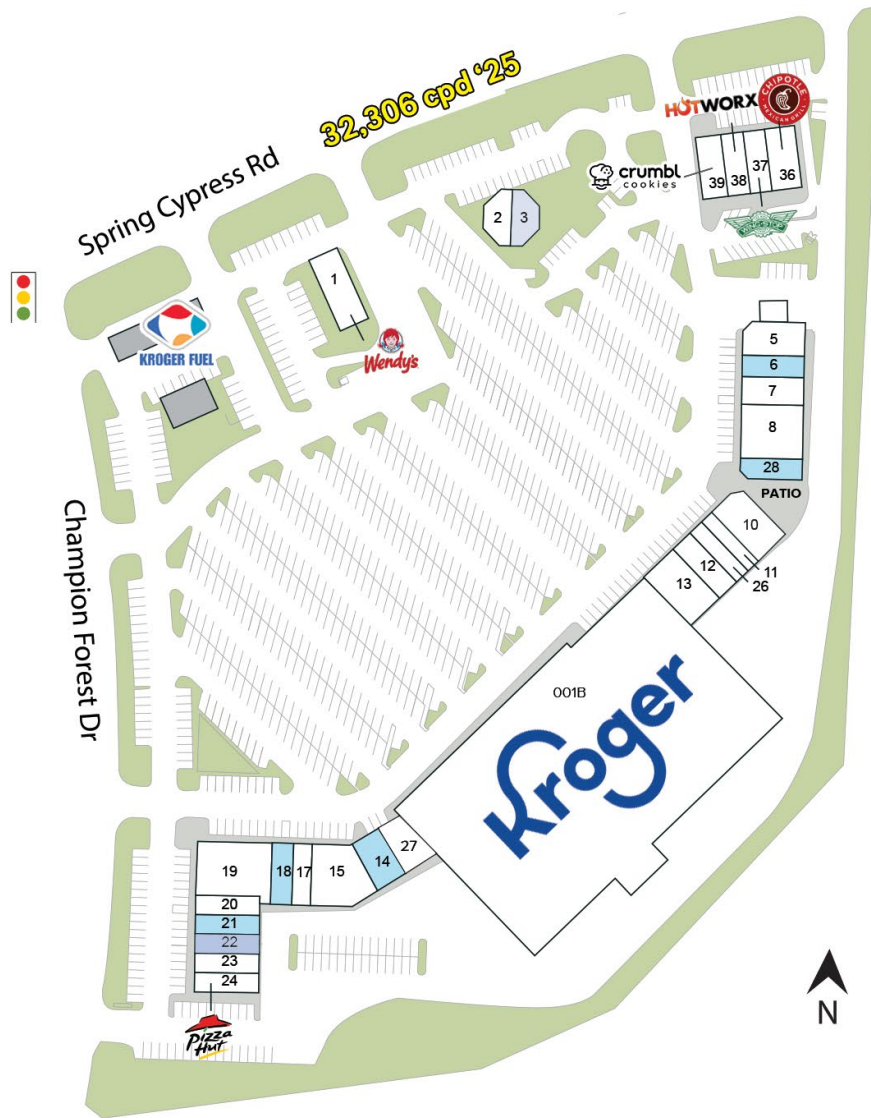 32,306 cpd ‘25
Spring Cypress Rd
HOTWORX
CHIPOTLE
MEXICAN GRILL
crumbl
cookies
39
38
37
36
WINGSTOP
2
3
1
KROGER FUEL
Wendy's
5
6
7
8
28
PATIO
Champion Forest Dr
10
11
26
12
13
001B
Kroger
27
14
15
17
18
19
20
21
22
23
24
Pizza
Hut
N